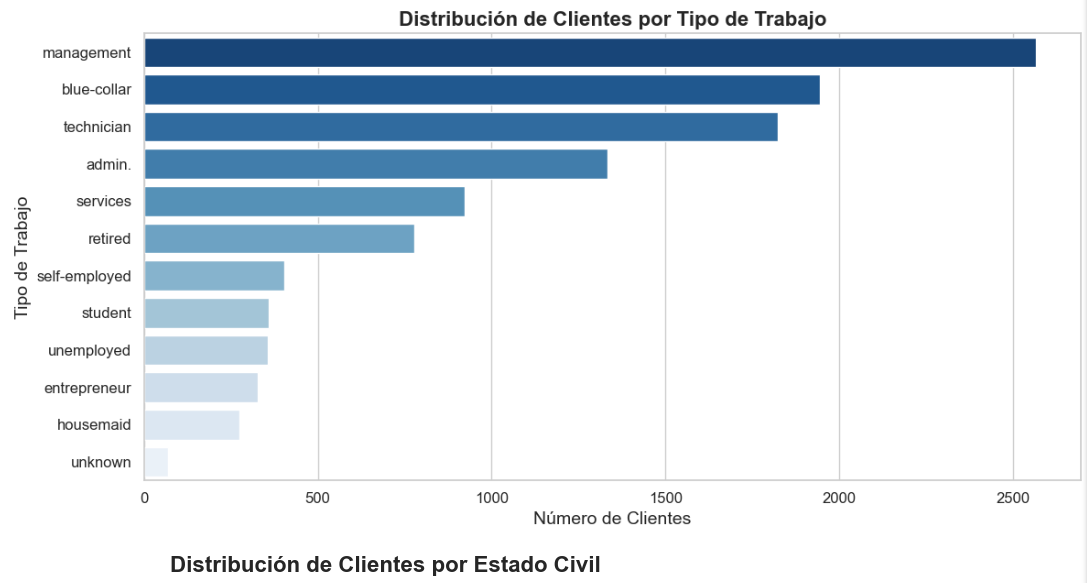 Distribución de Clientes por Tipo de Trabajo
Tipo de Trabajo
management
blue-collar
technician
admin.
services
retired
self-employed
student
unemployed
entrepreneur
housemaid
unknown
0 500 1000 1500 2000 2500
Número de Clientes
Distribución de Clientes por Estado Civil